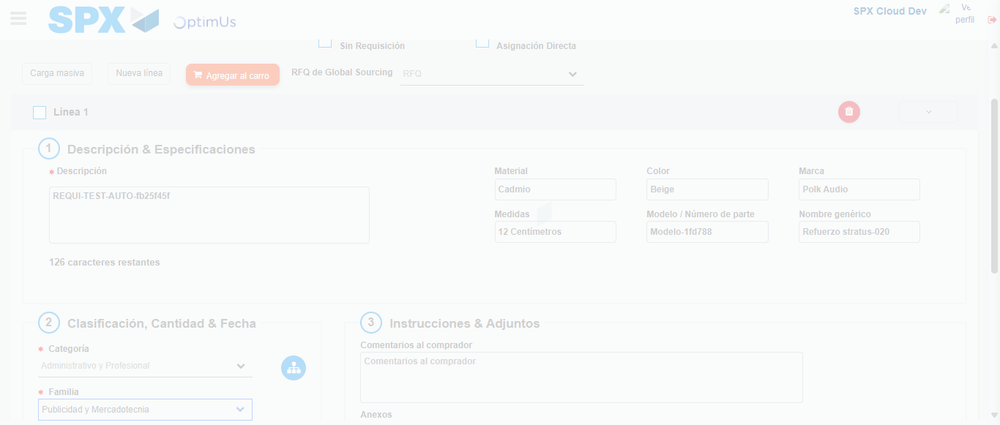 SPX
OptimUs
SPX Cloud Dev
Ve
perfil
Sin Requisición
Asignación Directa
Carga masiva
Nueva línea
Agregar al carro
RFQ de Global Sourcing
RFQ
Línea 1
1
Descripción & Especificaciones
* Descripción
REQUI-TEST-AUTO-fb25f45f
126 caracteres restantes
Material
Color
Marca
Cadmio
Beige
Polk Audio
Medidas
Modelo / Número de parte
Nombre genérico
12 Centímetros
Modelo-1fd788
Refuerzo stratus-020
2
Clasificación, Cantidad & Fecha
* Categoría
Administrativo y Profesional
* Familia
Publicidad y Mercadotecnia
3
Instrucciones & Adjuntos
Comentarios al comprador
Comentarios al comprador
Anexos